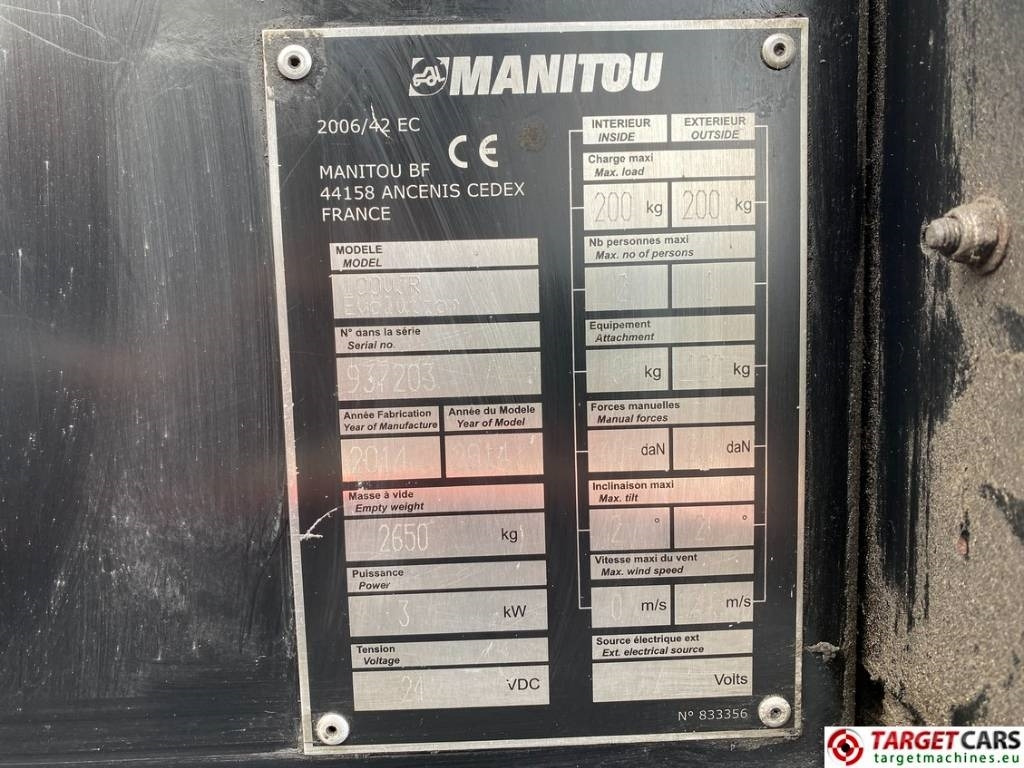 MANITOU
2006/42 EC
CE
MANITOU BF
44158 ANCENIS CEDEX
FRANCE
MODELE
MODEL
100VJR
N° dans la série
Serial no.
937203
Année Fabrication
Year of Manufacture
Année du Modele
Year of Model
Masse à vide
Empty weight
2650 kg
Puissance
Power
3 kW
Tension
Voltage
24 VDC
INTERIEUR
INSIDE
EXTERIEUR
OUTSIDE
Charge maxi
Max. load
200 kg 200 kg
Nb personnes maxi
Max. no of persons
Equipement
Attachment
kg kg
Forces manuelles
Manual forces
daN daN
Inclinaison maxi
Max. tilt
2 ° 2 °
Vitesse maxi du vent
Max. wind speed
0 m/s m/s
Source électrique ext
Ext. electrical source
Volts
N° 833356
TARGETCARS
targetmachines.eu